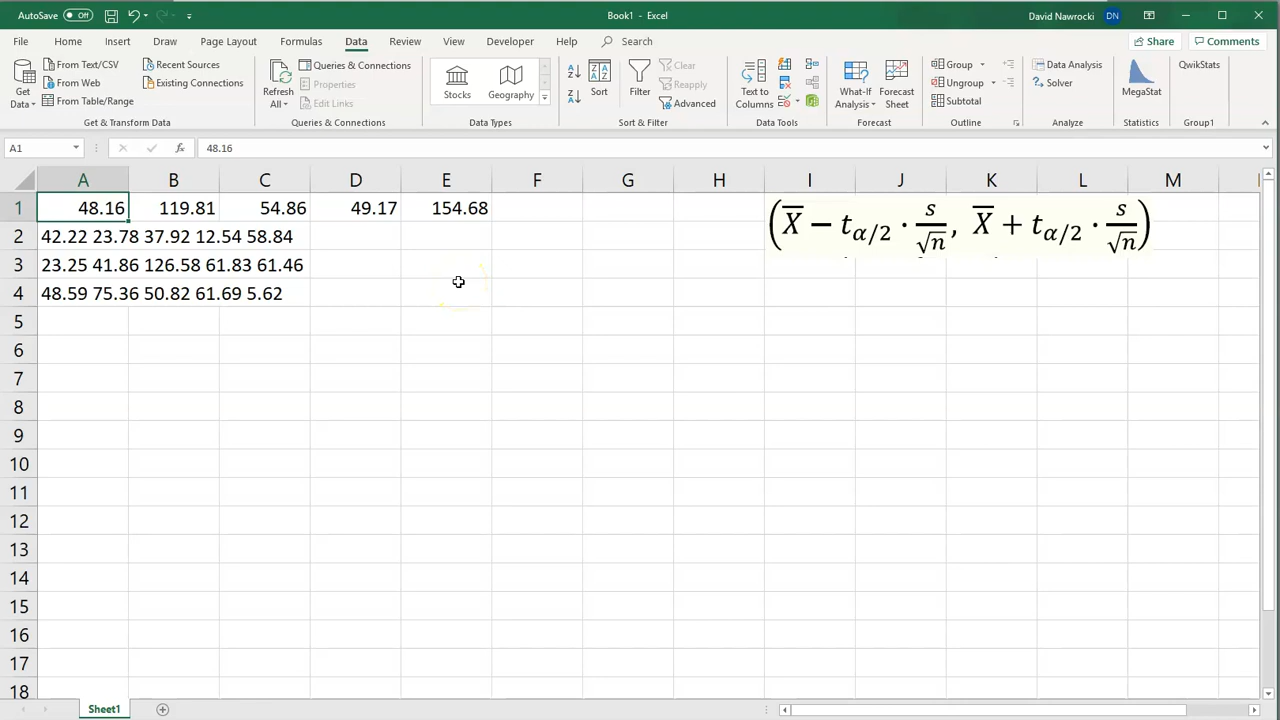 AutoSave Off Book1 - Excel David Nawrocki DN
File Home Insert Draw Page Layout Formulas Data Review View Developer Help Search Share Comments
Get Data
From Text/CSV
From Web
From Table/Range
Recent Sources
Existing Connections
Get & Transform Data
Refresh All
Queries & Connections
Properties
Edit Links
Queries & Connections
Stocks Geography
Data Types
Sort
Filter
Clear
Reapply
Advanced
Sort & Filter
Text to Columns
Data Tools
What-If Analysis
Forecast Sheet
Forecast
Group
Ungroup
Subtotal
Outline
Data Analysis
Solver
Analyze
MegaStat
Statistics
QwikStats
Group1
A1 fx 48.16
A B C D E F G H I J K L M
1 48.16 119.81 54.86 49.17 154.68
2 42.22 23.78 37.92 12.54 58.84
3 23.25 41.86 126.58 61.83 61.46
4 48.59 75.36 50.82 61.69 5.62
5
6
7
8
9
10
11
12
13
14
15
16
17
18
(X̅ − t_{α/2} · s/√n, X̅ + t_{α/2} · s/√n)
Sheet1